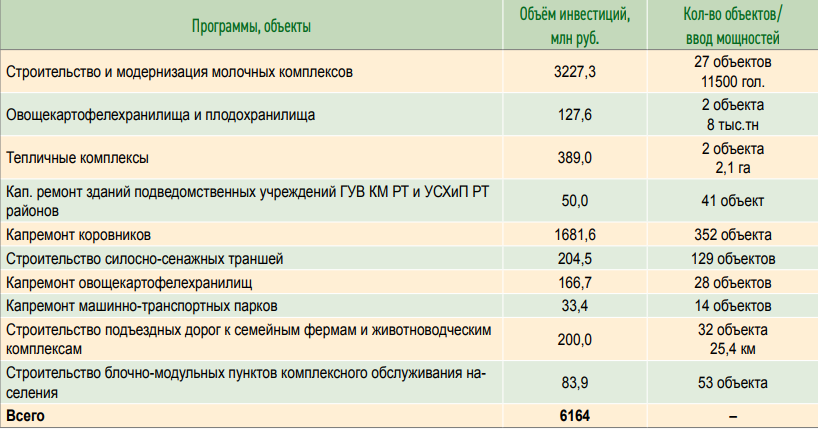 Программы, объекты
Объём инвестиций,
млн руб.
Кол-во объектов/
ввод мощностей
Строительство и модернизация молочных комплексов
3227,3
27 объектов
11500 гол.
Овощекартофелехранилища и плодохранилища
127,6
2 объекта
8 тыс.тн
Тепличные комплексы
389,0
2 объекта
2,1 га
Кап. ремонт зданий подведомственных учреждений ГУВ КМ РТ и УСХиП РТ
районов
50,0
41 объект
Капремонт коровников
1681,6
352 объекта
Строительство силосно-сенажных траншей
204,5
129 объектов
Капремонт овощекартофелехранилищ
166,7
28 объектов
Капремонт машинно-транспортных парков
33,4
14 объектов
Строительство подъездных дорог к семейным фермам и животноводческим
комплексам
200,0
32 объекта
25,4 км
Строительство блочно-модульных пунктов комплексного обслуживания на-
селения
83,9
53 объекта
Всего
6164
–